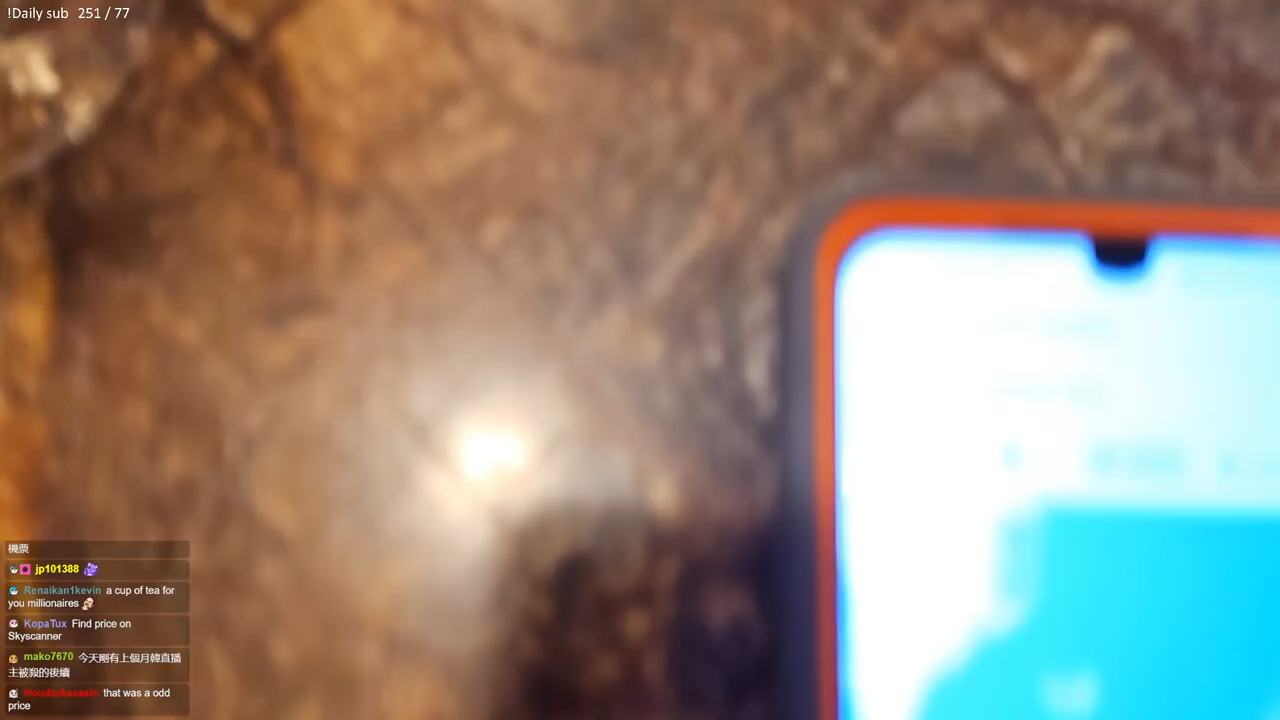 !Daily sub 251 / 77
機票
jp101388
Renaikan1kevin a cup of tea for
you millionaires
KopaTux Find price on
Skyscanner
mako7670 今天剛有上個月韓直播
主被殺的後續
that was a odd
price